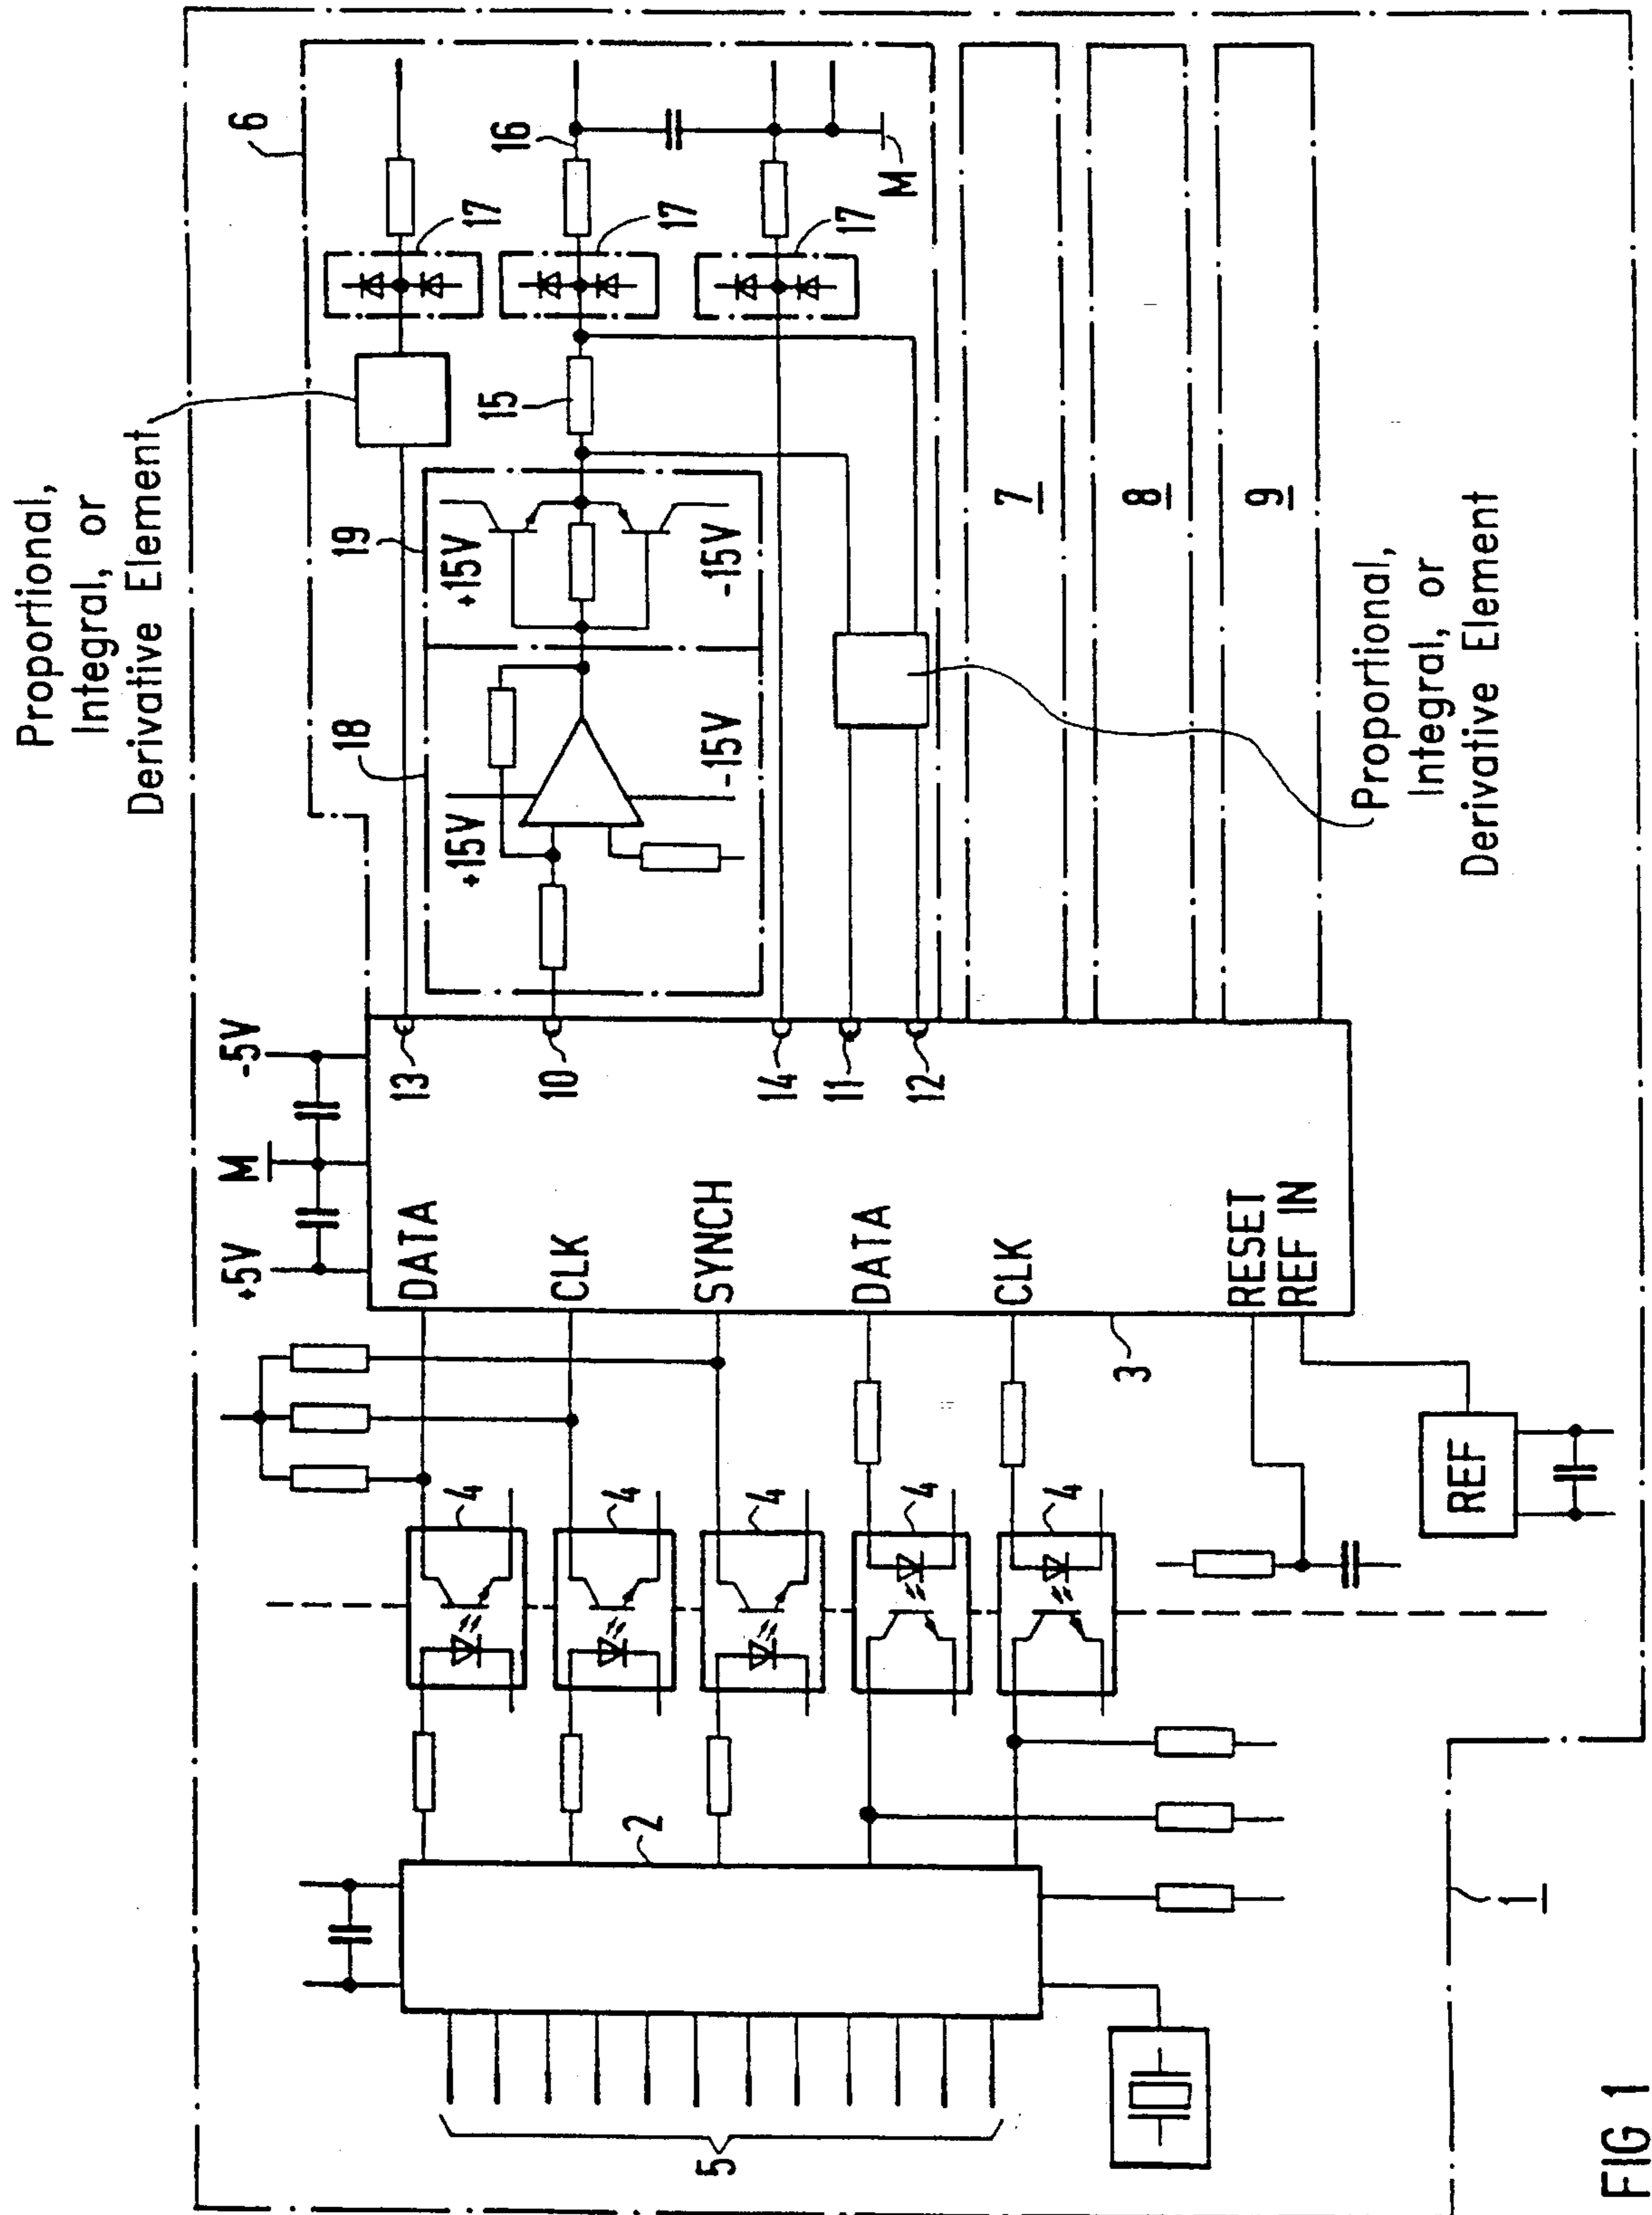 Proportional,
Integral, or
Derivative Element
6
16
17
17
17
M
15
19
+15V
-15V
18
+15V
-15V
7
8
9
Proportional,
Integral, or
Derivative Element
+5V
M
-5V
13
10
14
11
12
DATA
CLK
SYNCH
DATA
CLK
RESET
REF IN
3
4
4
4
4
4
REF
2
5
1
FIG 1